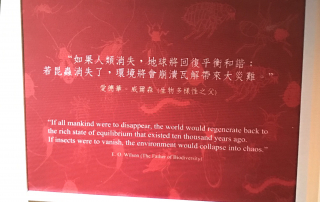 “如果人類消失，地球將回復平衡和諧；
若昆蟲消失了，環境將會崩潰瓦解帶來大災難。”
愛德華．威爾森 (生物多樣性之父)
“If all mankind were to disappear, the world would regenerate back to
the rich state of equilibrium that existed ten thousand years ago.
If insects were to vanish, the environment would collapse into chaos.”
E. O. Wilson (The Father of Biodiversity)